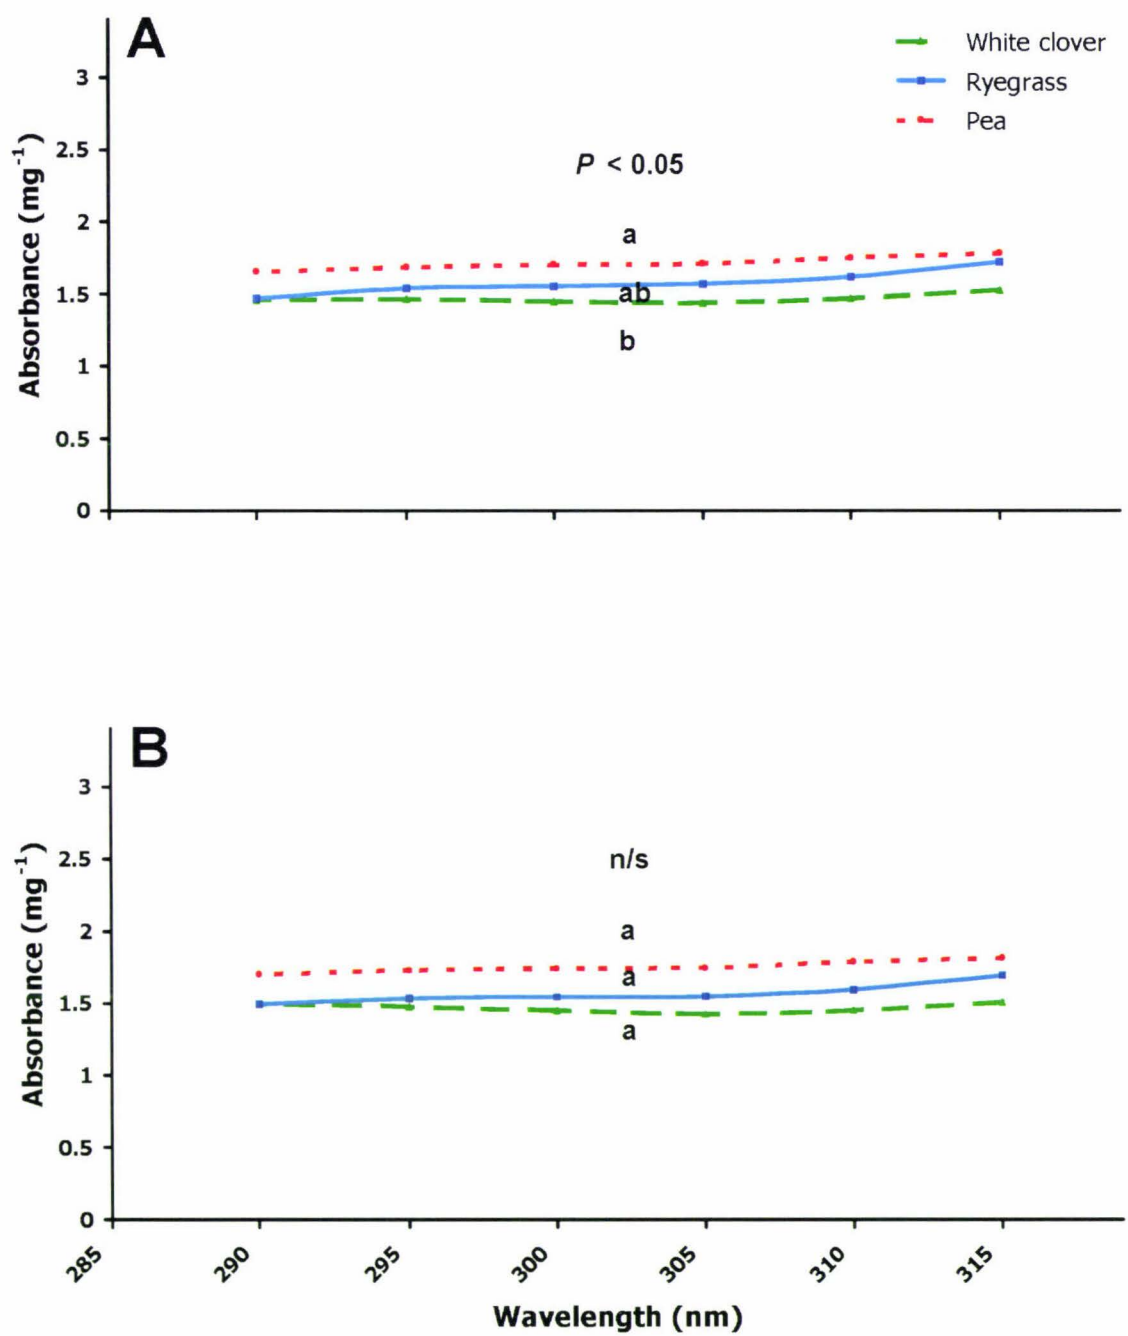 A
White clover
Ryegrass
Pea
3
2.5
2
1.5
1
0.5
0
Absorbance (mg⁻¹)
P < 0.05
a
ab
b
B
3
2.5
2
1.5
1
0.5
0
Absorbance (mg⁻¹)
n/s
a
a
a
285 290 295 300 305 310 315
Wavelength (nm)